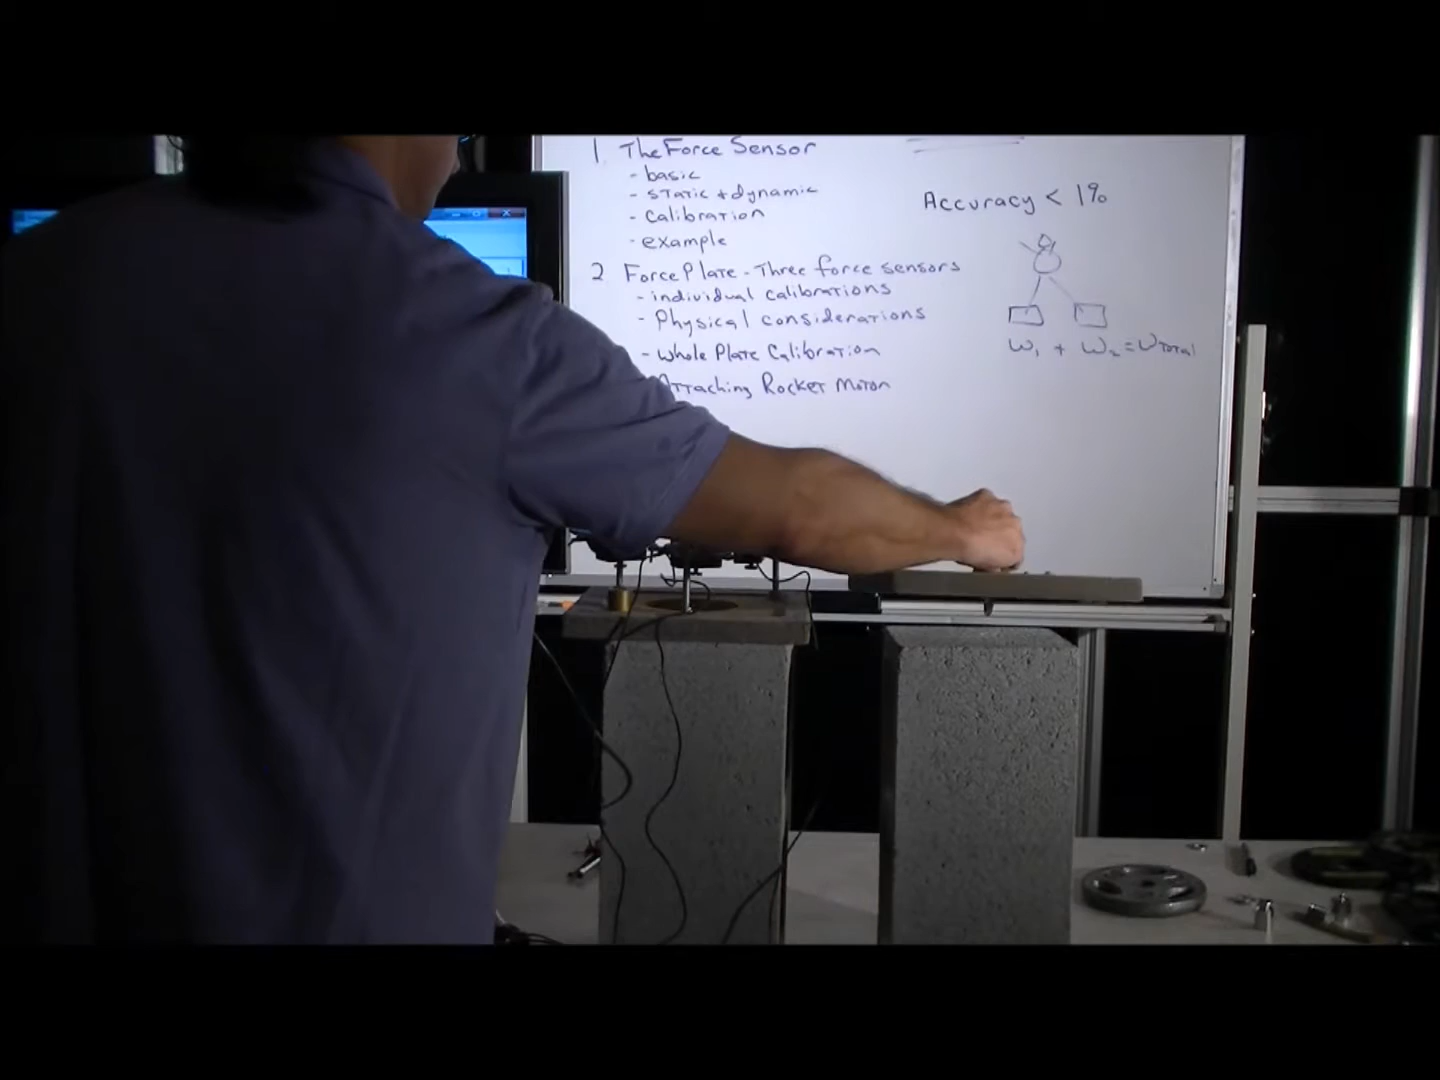 1 The Force Sensor
- basic
- static + dynamic
- calibration
- example
2 Force Plate - Three force sensors
- individual calibrations
- Physical considerations
- Whole Plate Calibration
Attaching Rocket Motor
Accuracy < 1%
W1 + W2 = WTotal